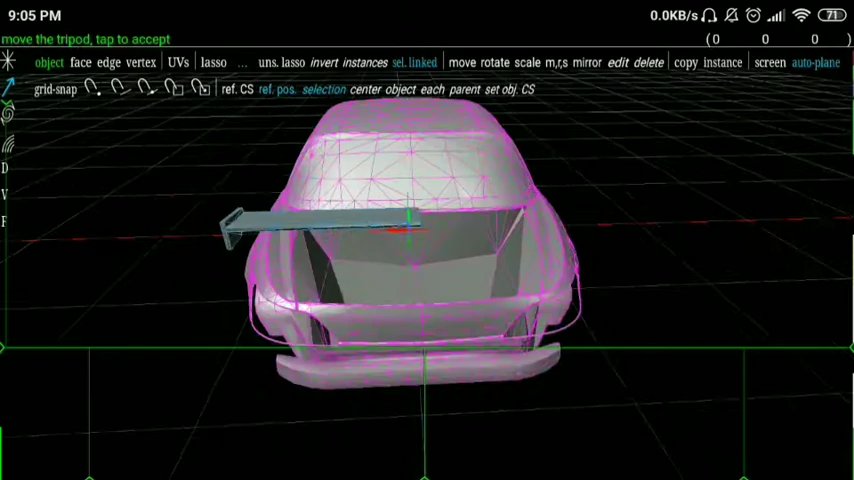 9:05 PM 0.0KB/s 71
move the tripod, tap to accept (0 0 0)
object face edge vertex UVs lasso ... uns. lasso invert instances sel. linked move rotate scale m,r,s mirror edit delete copy instance screen auto-plane
grid-snap ref. CS ref. pos. selection center object each parent set obj. CS
D
V
F